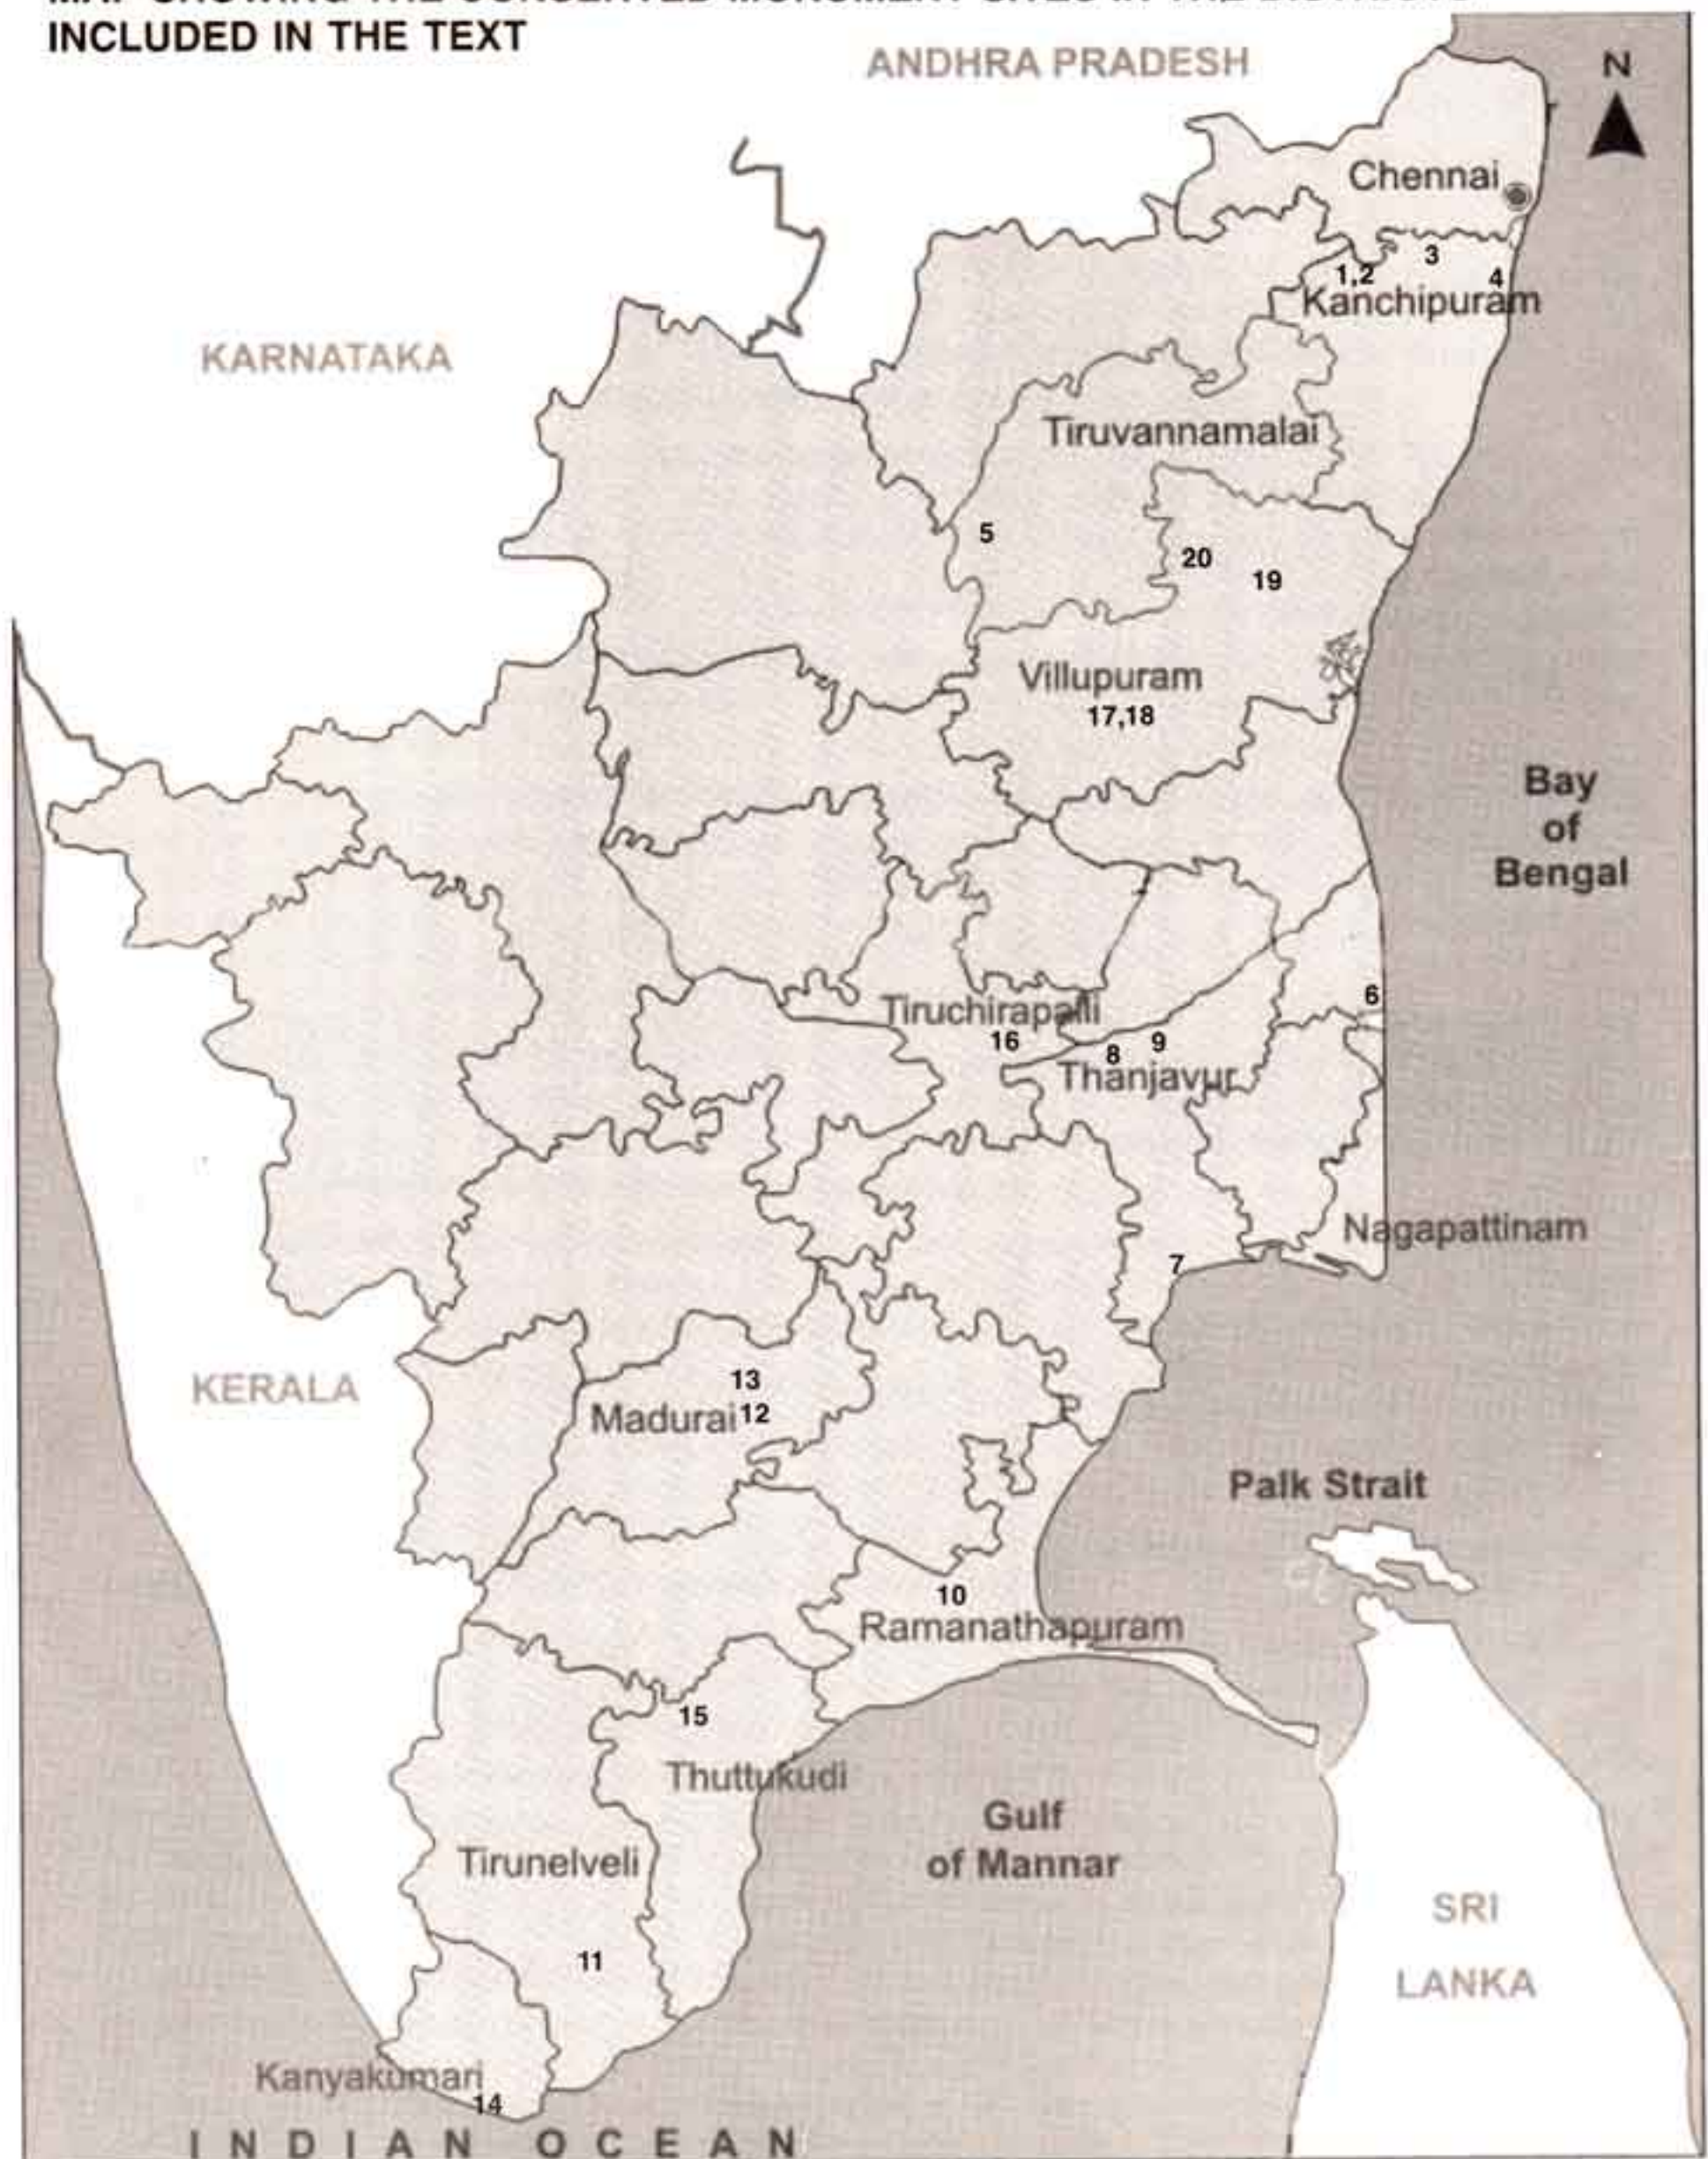 INCLUDED IN THE TEXT
ANDHRA PRADESH
N
Chennai
3
1,2
4
Kanchipuram
KARNATAKA
Tiruvannamalai
5
20
19
Villupuram
17,18
Bay
of
Bengal
6
Tiruchirapalli
16
8
9
Thanjavur
Nagapattinam
7
KERALA
13
Madurai
12
Palk Strait
10
Ramanathapuram
15
Thuttukudi
Gulf
of Mannar
Tirunelveli
SRI
LANKA
11
Kanyakumari
14
INDIAN OCEAN